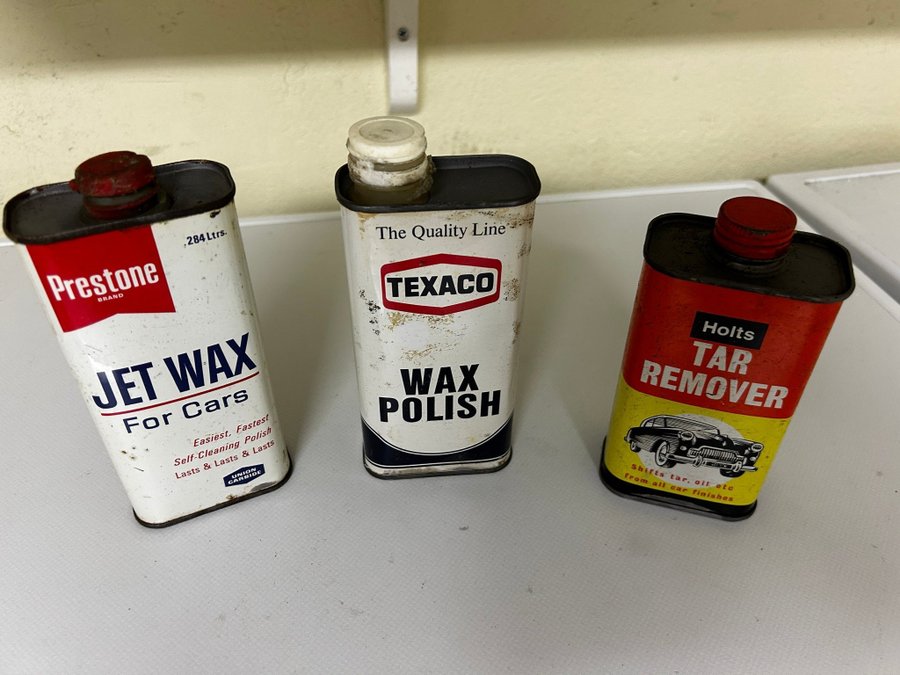 .284 Ltrs.
Prestone
BRAND
JET WAX
For Cars
Easiest, Fastest
Self-Cleaning Polish
Lasts & Lasts & Lasts
UNION
CARBIDE
The Quality Line
TEXACO
WAX
POLISH
Holts
TAR
REMOVER
Shifts tar, oil etc
from all car finishes